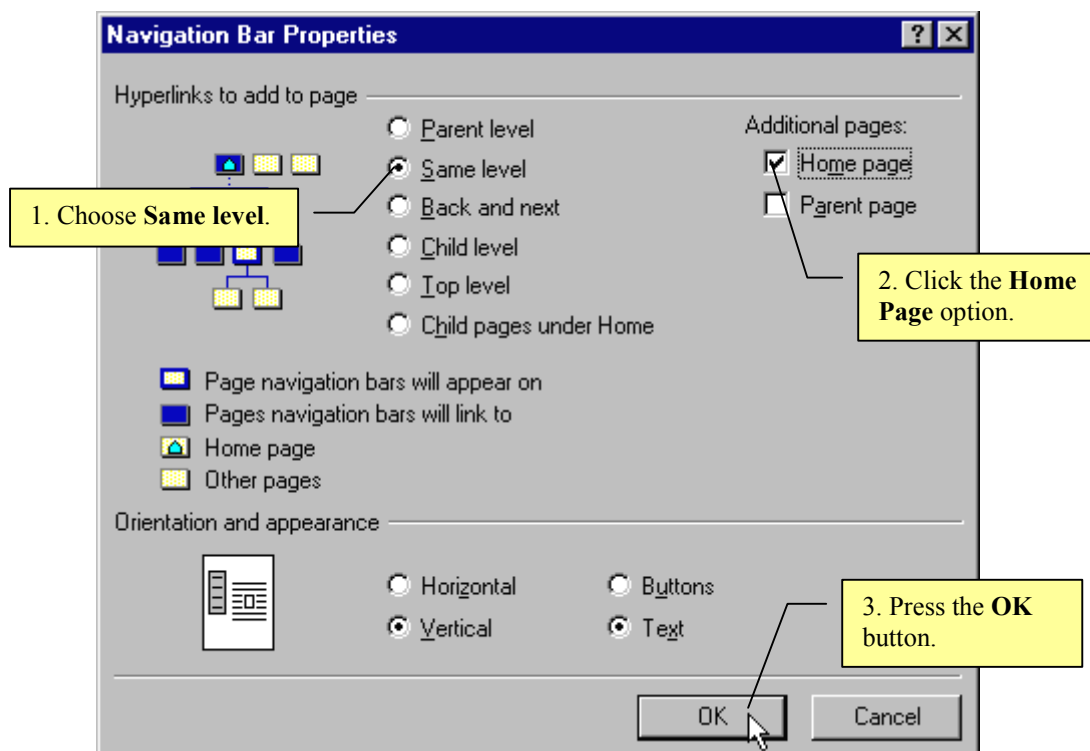 Navigation Bar Properties
Hyperlinks to add to page
Parent level
Same level
Back and next
Child level
Top level
Child pages under Home
Additional pages:
Home page
Parent page
1. Choose Same level.
2. Click the Home
Page option.
Page navigation bars will appear on
Pages navigation bars will link to
Home page
Other pages
Orientation and appearance
Horizontal
Vertical
Buttons
Text
3. Press the OK
button.
OK
Cancel